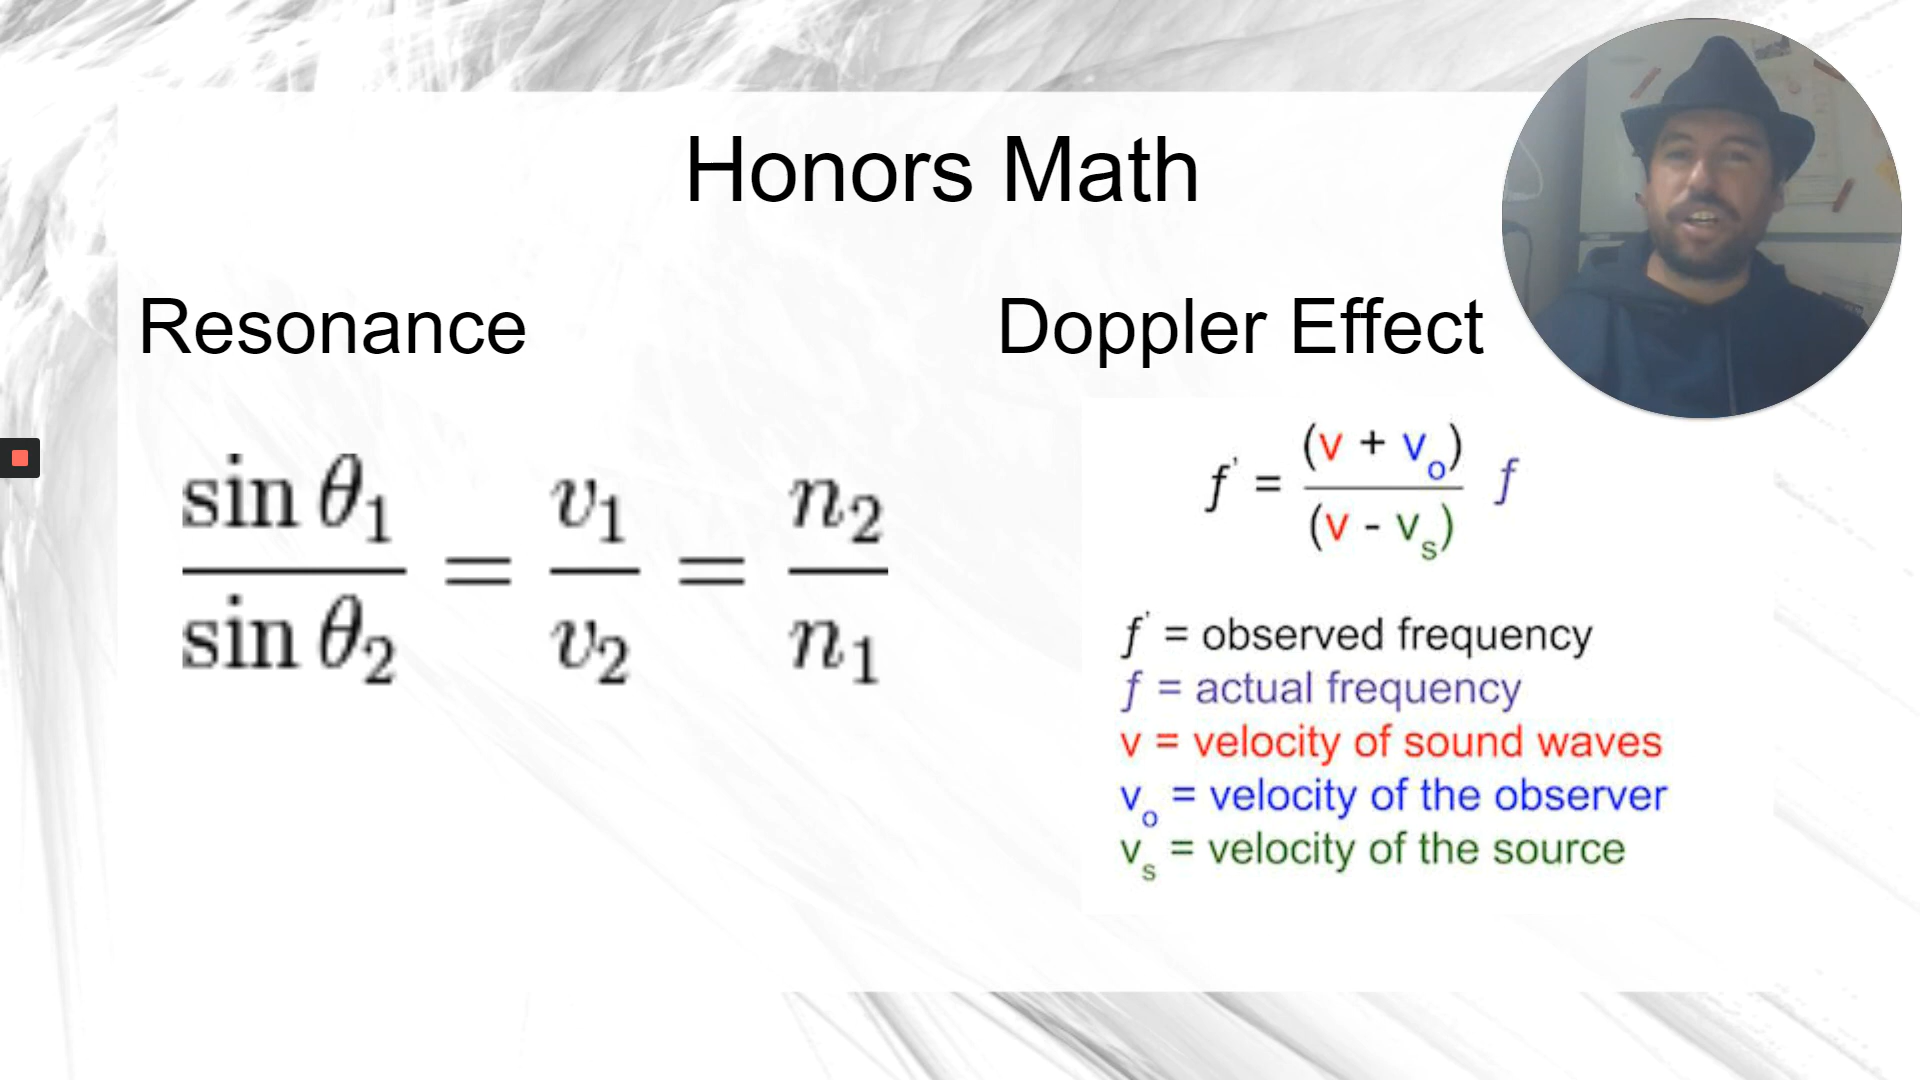 Honors Math
Resonance
sin θ₁ / sin θ₂ = v₁ / v₂ = n₂ / n₁
Doppler Effect
f' = (v + vₒ) / (v - vₛ) f
f' = observed frequency
f = actual frequency
v = velocity of sound waves
vₒ = velocity of the observer
vₛ = velocity of the source